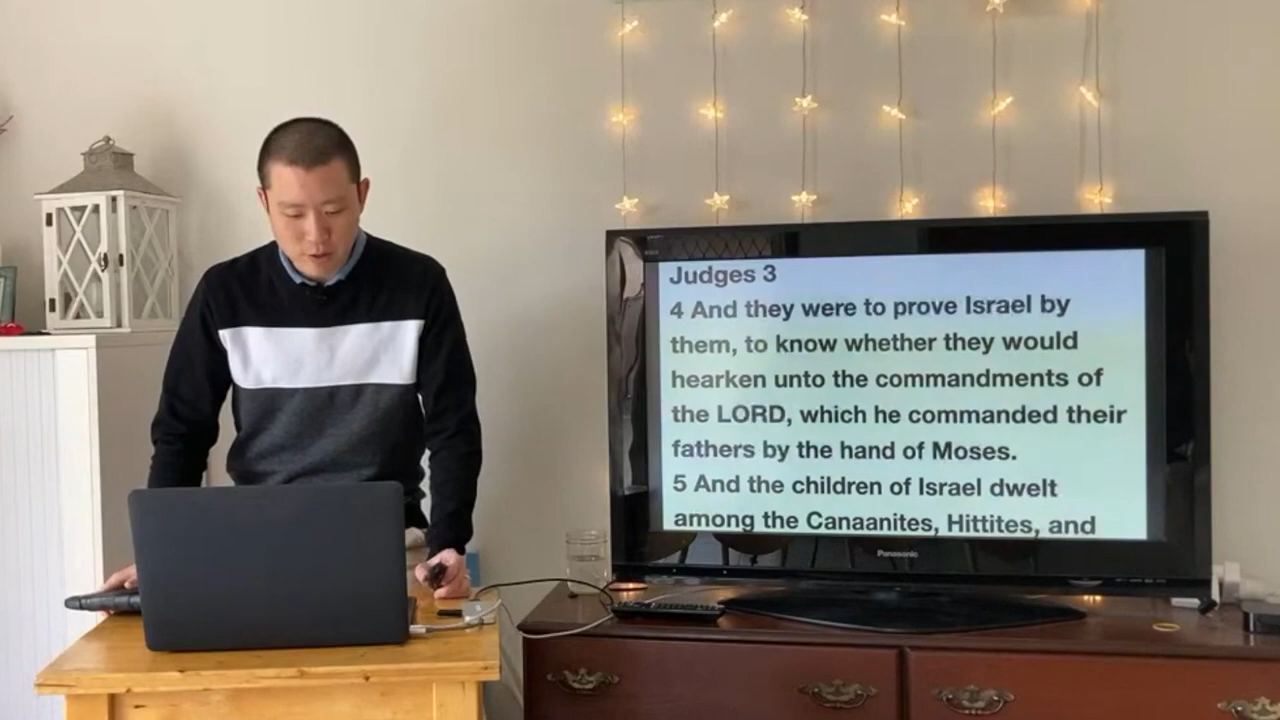 Judges 3
4 And they were to prove Israel by
them, to know whether they would
hearken unto the commandments of
the LORD, which he commanded their
fathers by the hand of Moses.
5 And the children of Israel dwelt
among the Canaanites, Hittites, and
Panasonic